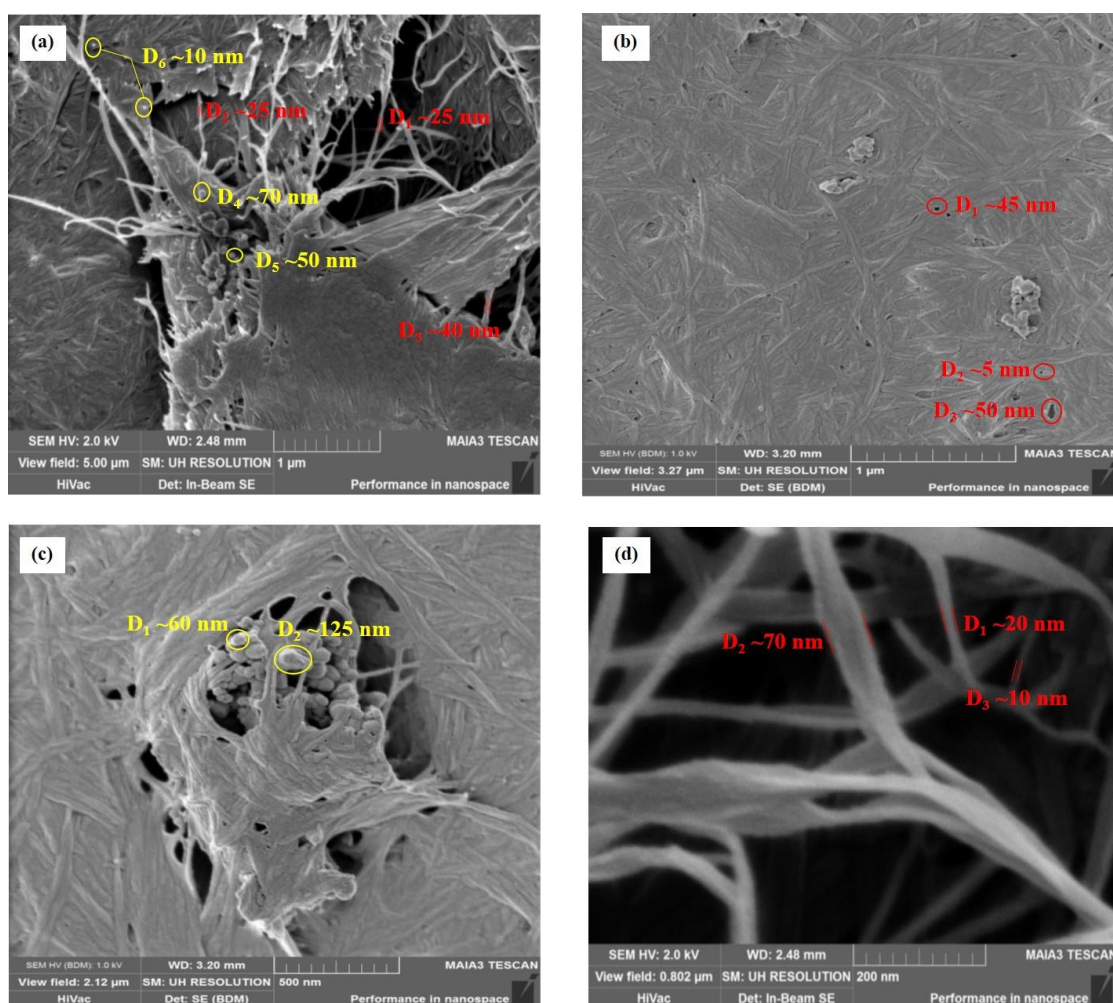 (a)
D₆ ~10 nm
D₂ ~25 nm
D₁ ~25 nm
D₄ ~70 nm
D₅ ~50 nm
D₃ ~40 nm
SEM HV: 2.0 kV WD: 2.48 mm MAIA3 TESCAN
View field: 5.00 µm SM: UH RESOLUTION 1 µm
HiVac Det: In-Beam SE Performance in nanospace
(b)
D₁ ~45 nm
D₂ ~5 nm
D₃ ~50 nm
SEM HV (BDM): 1.0 kV WD: 3.20 mm MAIA3 TESCAN
View field: 3.27 µm SM: UH RESOLUTION 1 µm
HiVac Det: SE (BDM) Performance in nanospace
(c)
D₁ ~60 nm
D₂ ~125 nm
SEM HV (BDM): 1.0 kV WD: 3.20 mm MAIA3 TESCAN
View field: 2.12 µm SM: UH RESOLUTION 500 nm
HiVac Det: SE (BDM) Performance in nanospace
(d)
D₁ ~20 nm
D₂ ~70 nm
D₃ ~10 nm
SEM HV: 2.0 kV WD: 2.48 mm MAIA3 TESCAN
View field: 0.802 µm SM: UH RESOLUTION 200 nm
HiVac Det: In-Beam SE Performance in nanospace